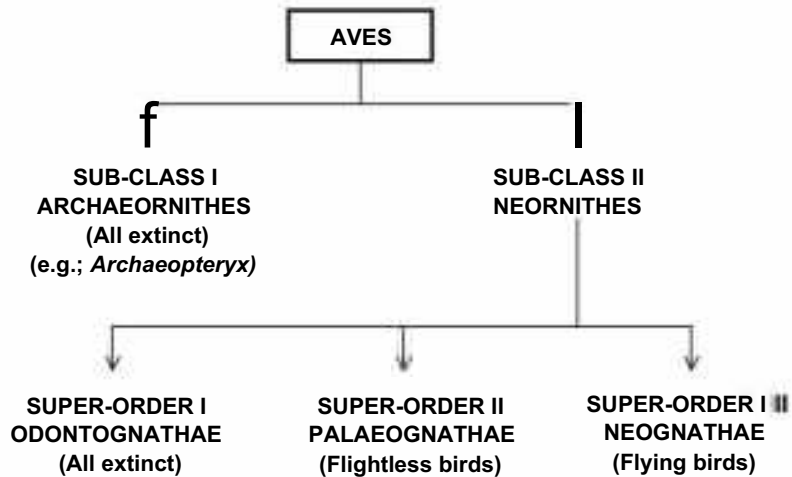 AVES
f
l
SUB-CLASS I
ARCHAEORNITHES
(All extinct)
(e.g.; Archaeopteryx)
SUB-CLASS II
NEORNITHES
SUPER-ORDER I
ODONTOGNATHAE
(All extinct)
SUPER-ORDER II
PALAEOGNATHAE
(Flightless birds)
SUPER-ORDER I II
NEOGNATHAE
(Flying birds)